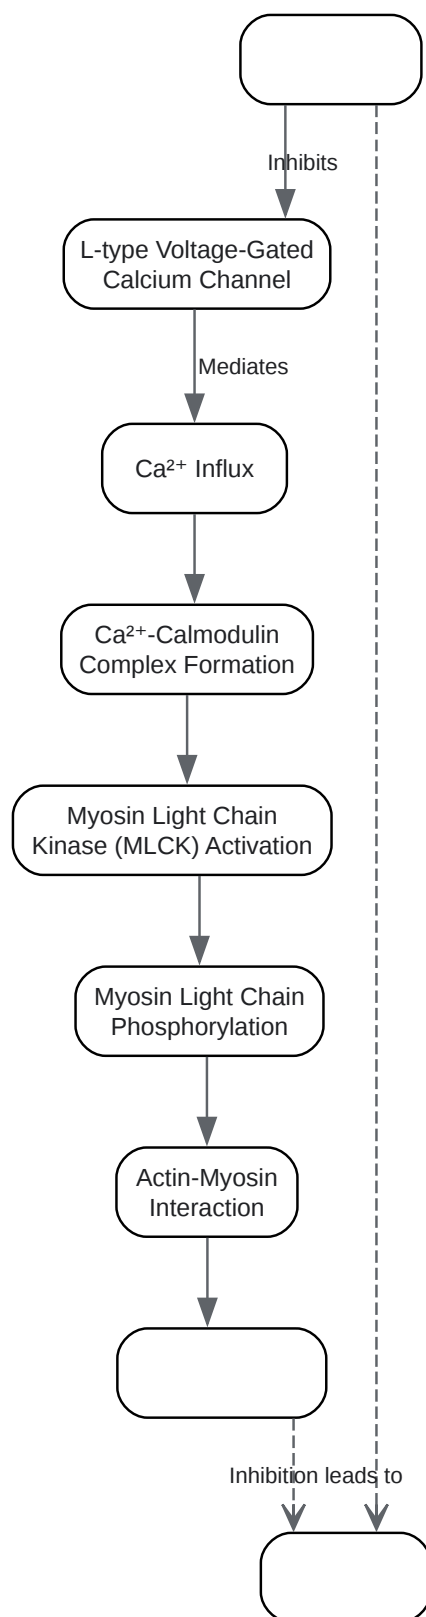 Inhibits
L-type Voltage-Gated
Calcium Channel
Mediates
Ca²⁺ Influx
Ca²⁺-Calmodulin
Complex Formation
Myosin Light Chain
Kinase (MLCK) Activation
Myosin Light Chain
Phosphorylation
Actin-Myosin
Interaction
Inhibition leads to